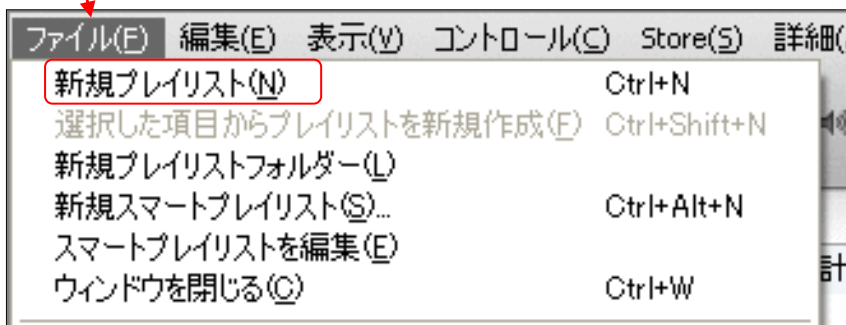 ファイル(F) 編集(E) 表示(V) コントロール(C) Store(S) 詳細(
新規プレイリスト(N) Ctrl+N
選択した項目からプレイリストを新規作成(F) Ctrl+Shift+N
新規プレイリストフォルダー(L)
新規スマートプレイリスト(S)... Ctrl+Alt+N
スマートプレイリストを編集(E)
ウィンドウを閉じる(C) Ctrl+W
計